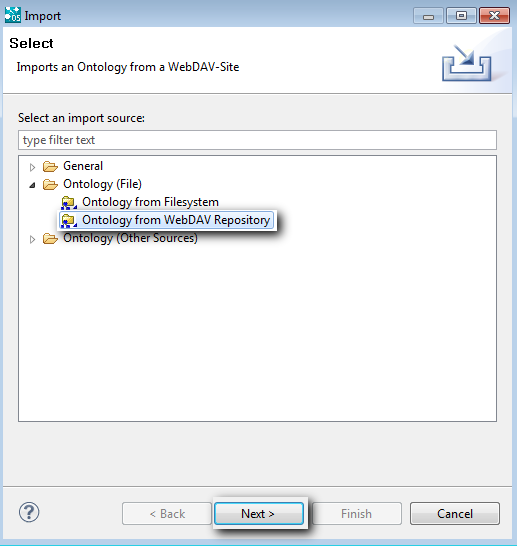 OS Import
Select
Imports an Ontology from a WebDAV-Site
Select an import source:
type filter text
General
Ontology (File)
Ontology from Filesystem
Ontology from WebDAV Repository
Ontology (Other Sources)
? < Back Next > Finish Cancel